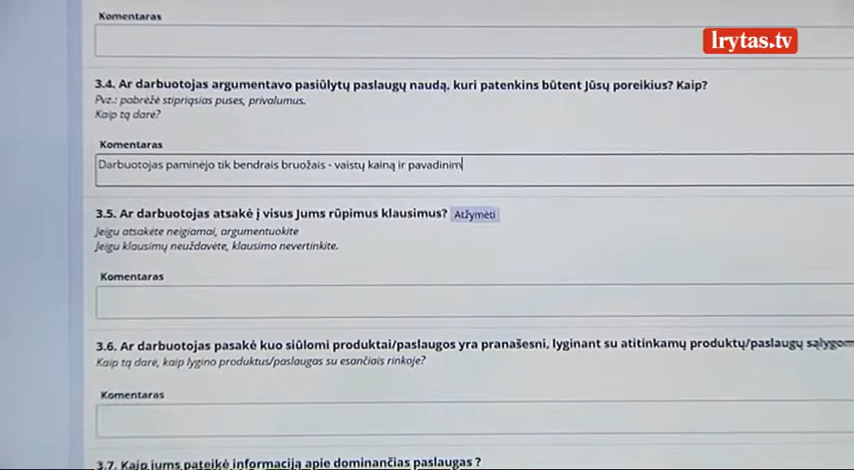 Komentaras
lrytas.tv
3.4. Ar darbuotojas argumentavo pasiūlytų paslaugų naudą, kuri patenkins būtent Jūsų poreikius? Kaip?
Pvz.: pabrėžė stipriąsias puses, privalumus.
Kaip tą darė?
Komentaras
Darbuotojas paminėjo tik bendrais bruožais - vaistų kainą ir pavadinim
3.5. Ar darbuotojas atsakė į visus Jums rūpimus klausimus? Atžymėti
Jeigu atsakėte neigiamai, argumentuokite
Jeigu klausimų neuždavėte, klausimo nevertinkite.
Komentaras
3.6. Ar darbuotojas pasakė kuo siūlomi produktai/paslaugos yra pranašesni, lyginant su atitinkamų produktų/paslaugų sąlygom
Kaip tą darė, kaip lygino produktus/paslaugas su esančiais rinkoje?
Komentaras
3.7. Kaip jums pateikė informaciją apie dominančias paslaugas ?